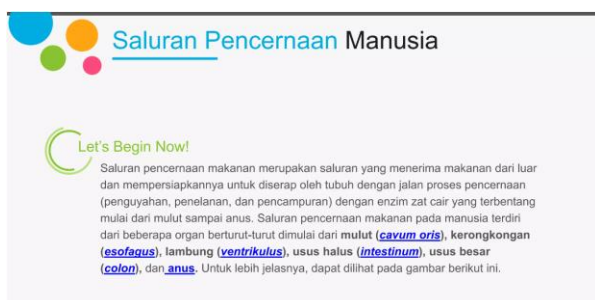 Saluran Pencernaan Manusia
Let's Begin Now!
Saluran pencernaan makanan merupakan saluran yang menerima makanan dari luar
dan mempersiapkannya untuk diserap oleh tubuh dengan jalan proses pencernaan
(penguyahan, penelanan, dan pencampuran) dengan enzim zat cair yang terbentang
mulai dari mulut sampai anus. Saluran pencernaan makanan pada manusia terdiri
dari beberapa organ berturut-turut dimulai dari mulut (cavum oris), kerongkongan
(esofagus), lambung (ventrikulus), usus halus (intestinum), usus besar
(colon), dan anus. Untuk lebih jelasnya, dapat dilihat pada gambar berikut ini.